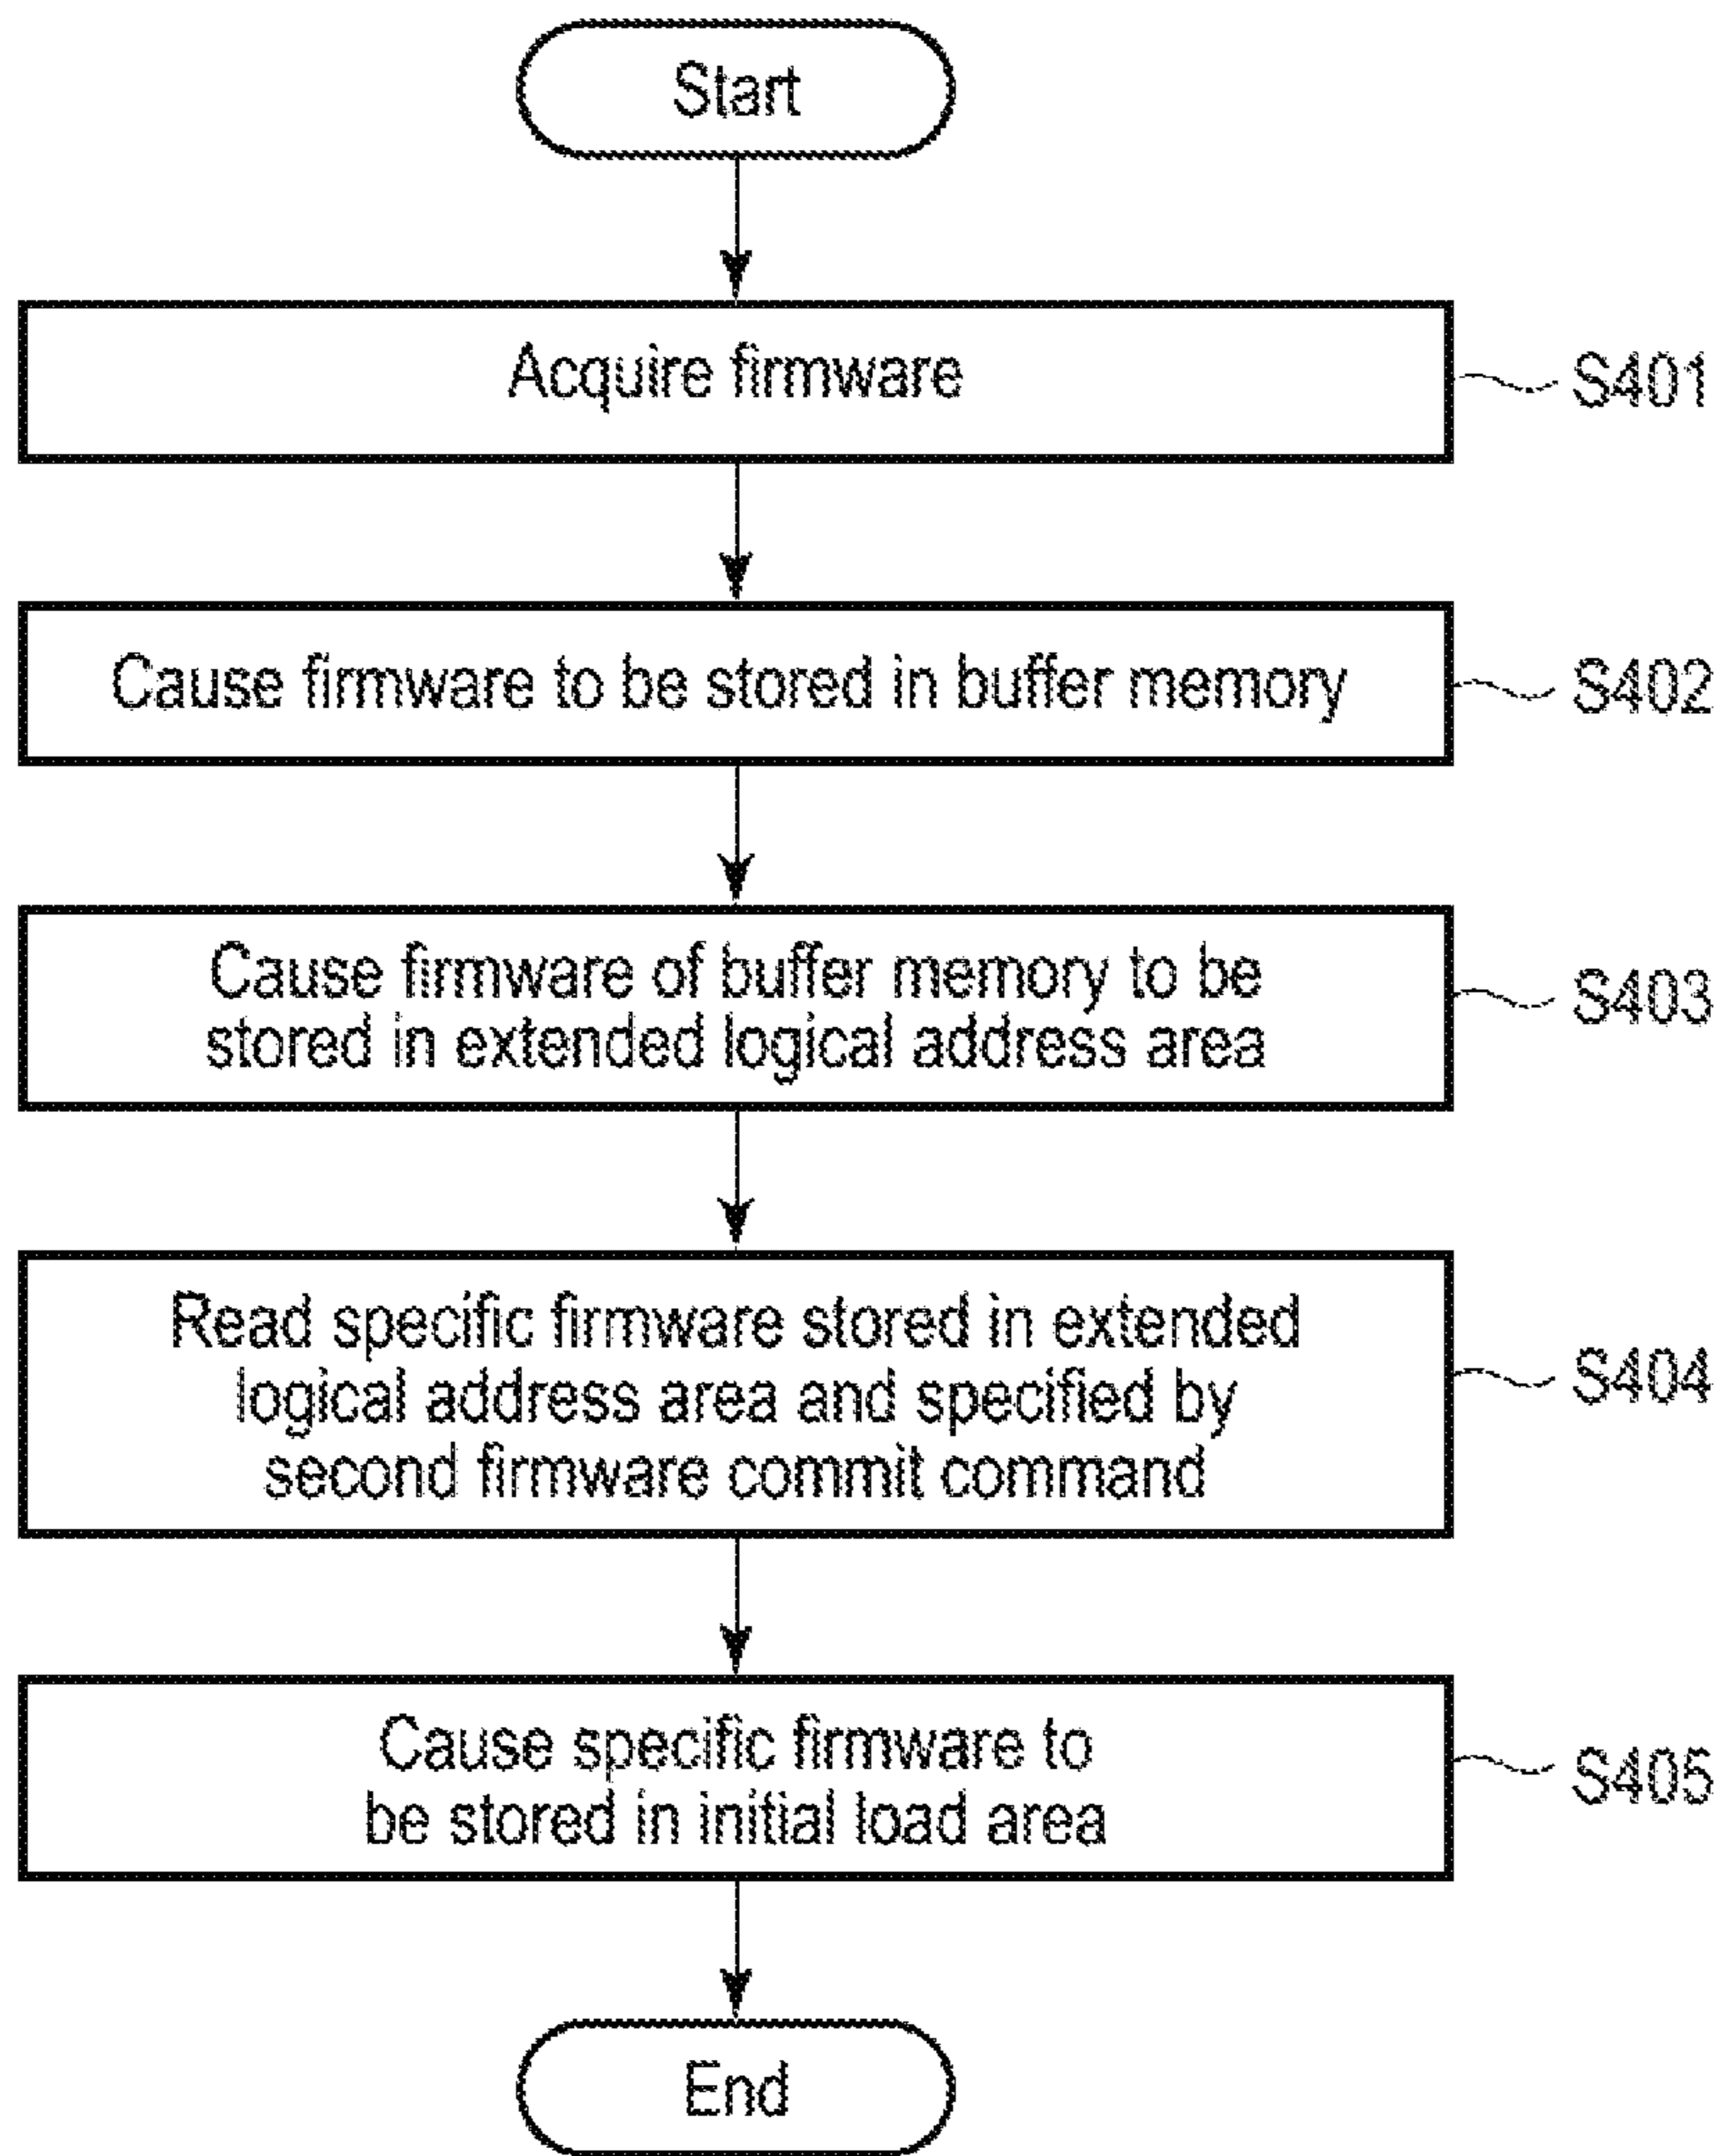 Start
Acquire firmware
S401
Cause firmware to be stored in buffer memory
S402
Cause firmware of buffer memory to be
stored in extended logical address area
S403
Read specific firmware stored in extended
logical address area and specified by
second firmware commit command
S404
Cause specific firmware to
be stored in initial load area
S405
End